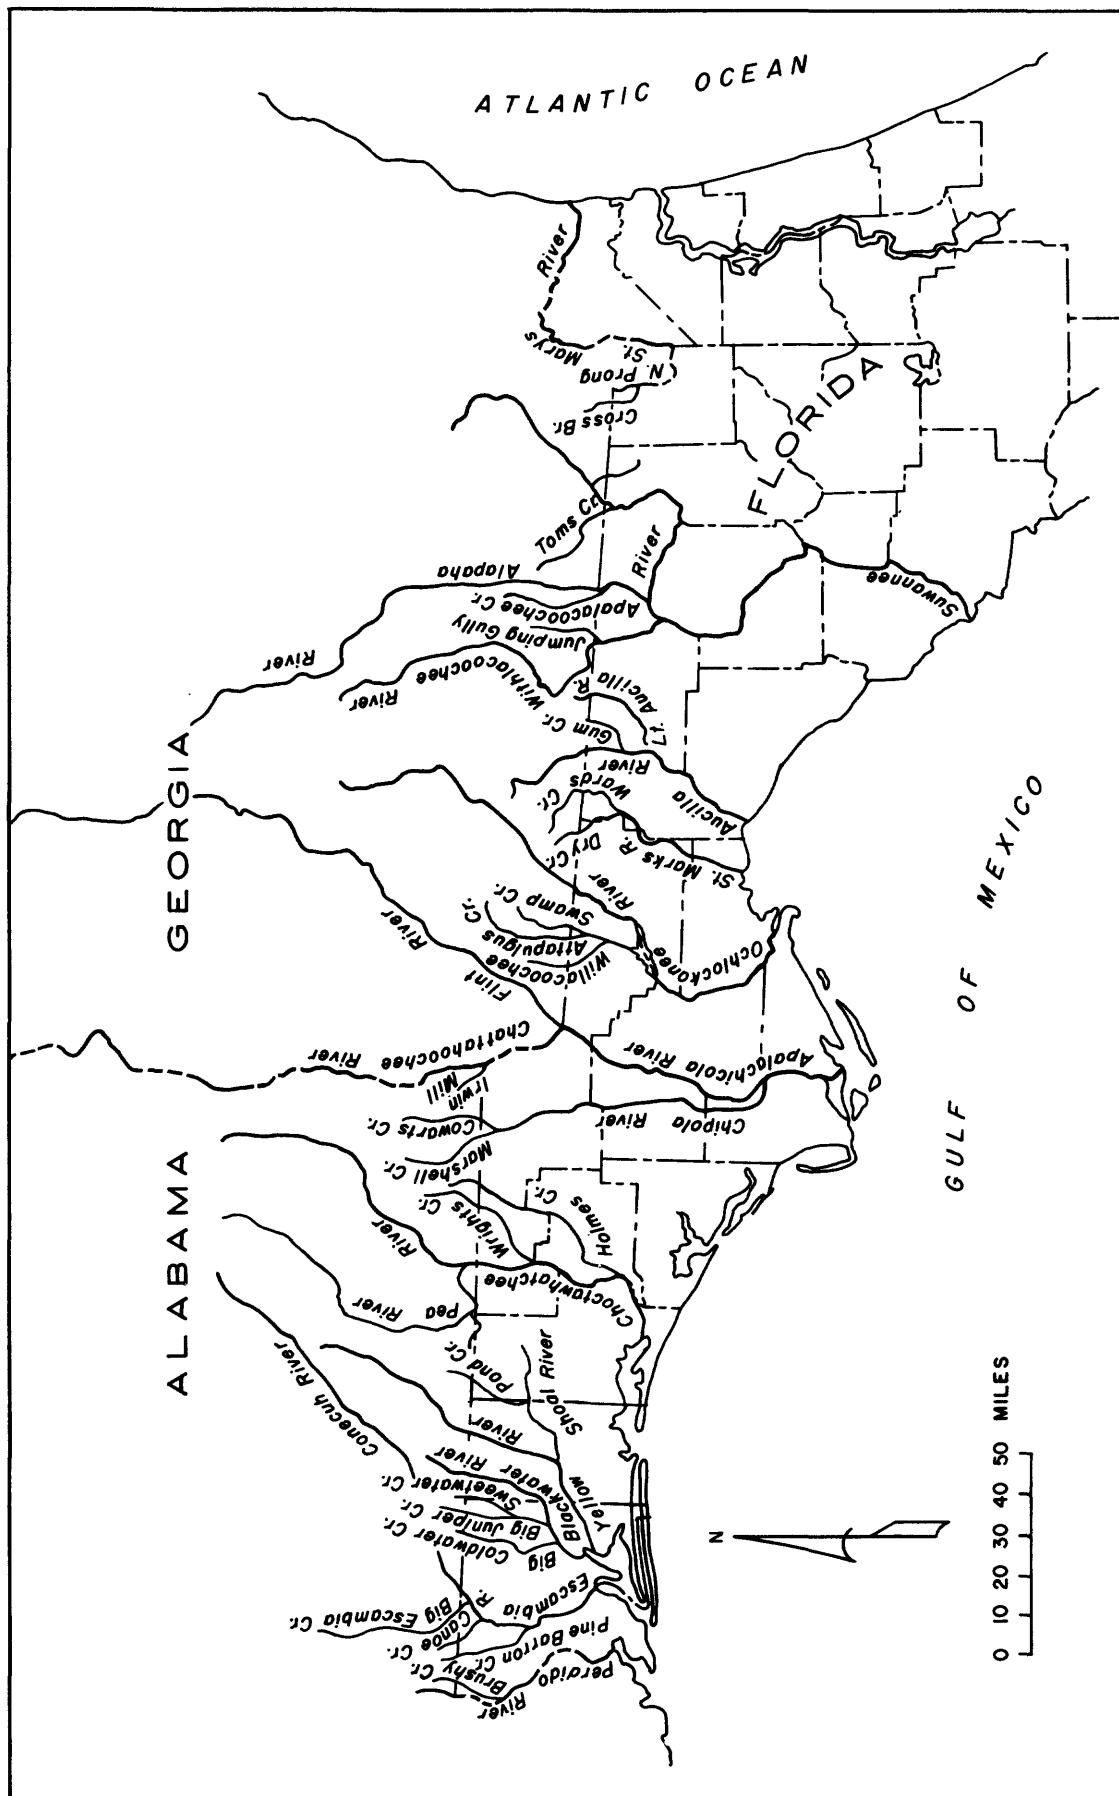 ATLANTIC OCEAN
GEORGIA
ALABAMA
FLORIDA
GULF OF MEXICO
St. Marys River
N. Prong
Cross Br.
Toms Cr.
Suwannee River
Alapaha River
Apalacoochee Cr.
Jumping Gully
Withlacoochee River
Lt. Aucilla R.
Gum Cr.
Aucilla River
Wards Cr.
Dry Cr.
St. Marks R.
Ochlockonee River
Swamp Cr.
Attapulgus Cr.
Willacoochee
Flint River
Chattahoochee River
Irwin Mill
Apalachicola River
Chipola River
Cowarts Cr.
Marshell Cr.
Holmes Cr.
Wrights Cr.
Choctawhatchee River
Pea River
Pond Cr.
Shoal River
Yellow River
Blackwater River
Sweetwater Cr.
Big Juniper Cr.
Big Coldwater Cr.
Conecuh River
Escambia R.
Big Escambia Cr.
Canoe Cr.
Pine Barron Cr.
Brushy Cr.
Perdido River
N
0 10 20 30 40 50 MILES